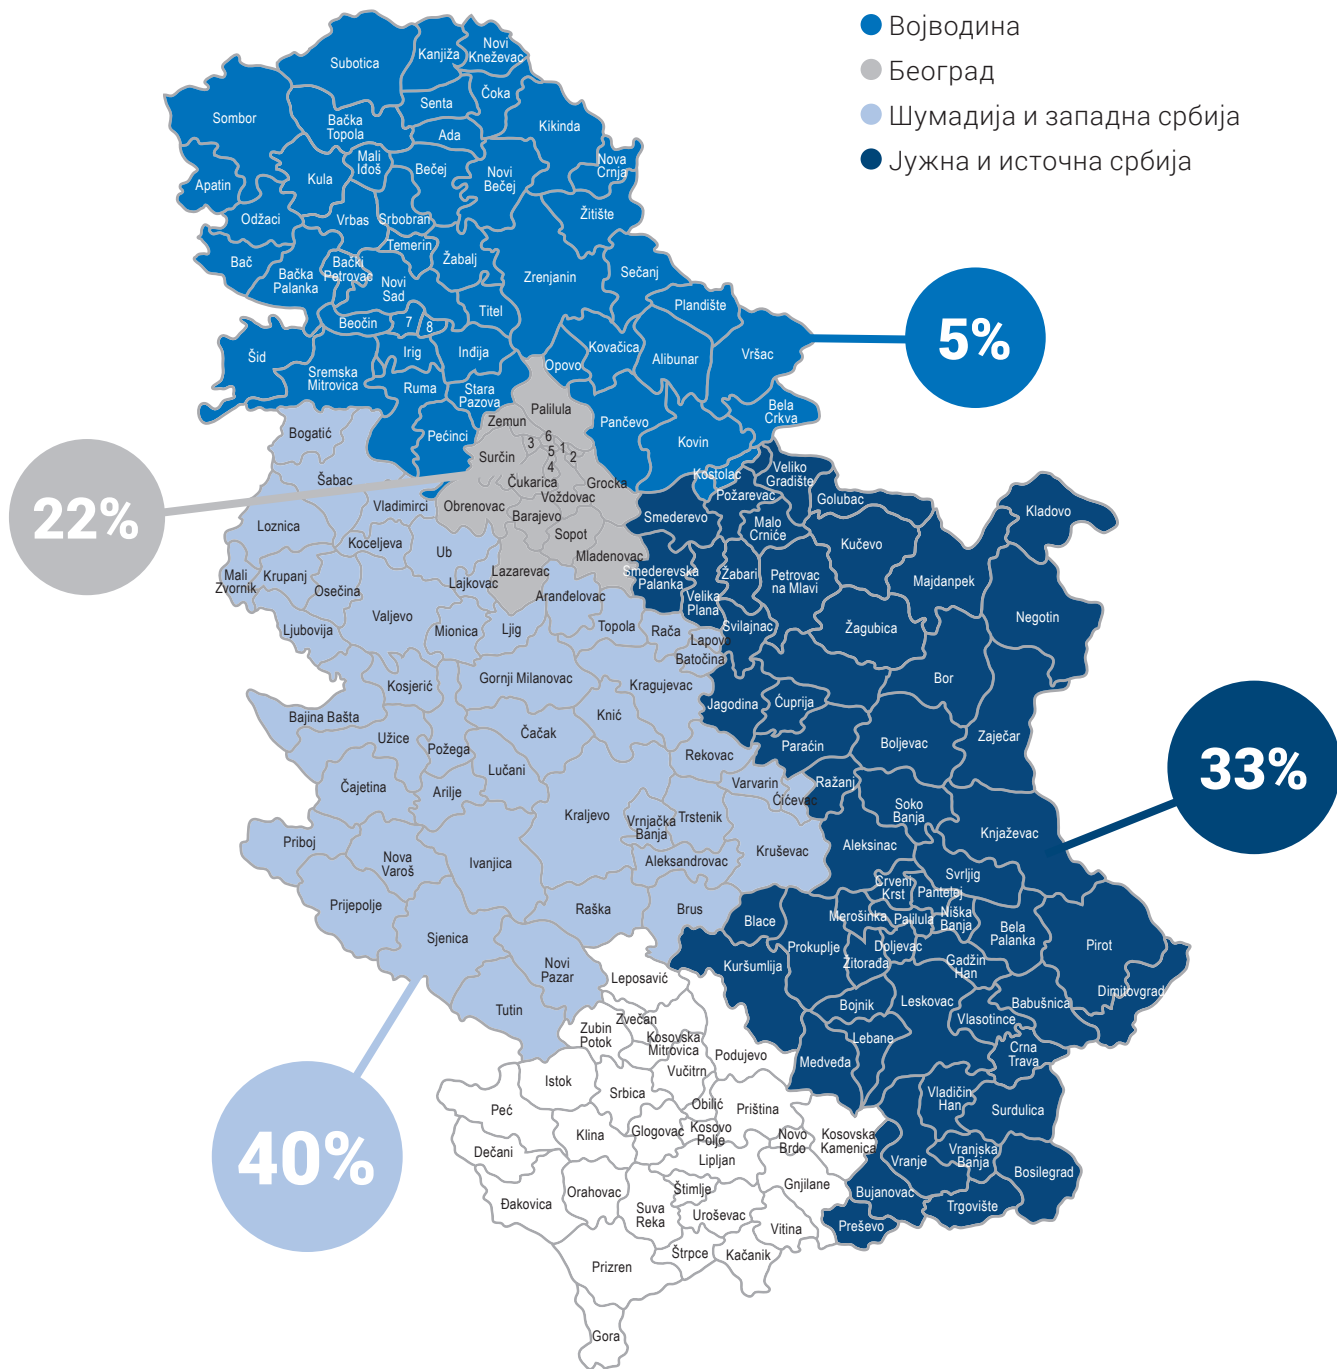 Војводина
Београд
Шумадија и западна србија
Јужна и источна србија
Subotica
Kanjiža
Novi
Kneževac
Sombor
Bačka
Topola
Senta
Čoka
Ada
Kikinda
Apatin
Kula
Mali
Iđoš
Bečej
Novi
Bečej
Nova
Crnja
Odžaci
Vrbas
Srbobran
Žitište
Temerin
Bač
Bačka
Palanka
Bački
Petrovac
Novi
Sad
Žabalj
Zrenjanin
Sečanj
Titel
Plandište
Beočin
7
8
Šid
Sremska
Mitrovica
Irig
Inđija
Opovo
Kovačica
Alibunar
Vršac
5%
Ruma
Stara
Pazova
Pećinci
Pančevo
Kovin
Bela
Crkva
Palilula
Zemun
3
6
5
1
2
4
Surčin
Čukarica
Grocka
Voždovac
Obrenovac
Barajevo
Sopot
Mladenovac
Lazarevac
22%
Bogatić
Šabac
Vladimirci
Loznica
Koceljeva
Ub
Mali
Zvornik
Krupanj
Osečina
Lajkovac
Ljubovija
Valjevo
Mionica
Ljig
Aranđelovac
Topola
Rača
Lapovo
Batočina
Kosjerić
Gornji Milanovac
Kragujevac
Bajina Bašta
Užice
Požega
Čačak
Knić
Lučani
Rekovac
Čajetina
Arilje
Varvarin
Ćićevac
Kraljevo
Vrnjačka
Banja
Trstenik
Priboj
Nova
Varoš
Ivanjica
Aleksandrovac
Kruševac
Prijepolje
Raška
Brus
Sjenica
Novi
Pazar
Tutin
40%
Kostolac
Veliko
Gradište
Požarevac
Golubac
Smederevo
Malo
Crniće
Kučevo
Kladovo
Smederevska
Palanka
Žabari
Petrovac
na Mlavi
Majdanpek
Velika
Plana
Negotin
Svilajnac
Žagubica
Bor
Jagodina
Ćuprija
Paraćin
Boljevac
Zaječar
33%
Ražanj
Soko
Banja
Knjaževac
Aleksinac
Svrljig
Crveni
Krst
Pantelej
Blace
Merošinka
Palilula
Niška
Banja
Bela
Palanka
Prokuplje
Doljevac
Pirot
Kuršumlija
Žitorađa
Gadžin
Han
Dimitovgrad
Bojnik
Leskovac
Babušnica
Vlasotince
Lebane
Medveđa
Crna
Trava
Vladičin
Han
Surdulica
Vranje
Vranjska
Banja
Bosilegrad
Bujanovac
Trgovište
Preševo
Leposavić
Zubin
Potok
Zvečan
Kosovska
Mitrovica
Podujevo
Vučitrn
Istok
Srbica
Peć
Obilić
Priština
Klina
Glogovac
Kosovo
Polje
Novo
Brdo
Kosovska
Kamenica
Dečani
Lipljan
Gnjilane
Đakovica
Orahovac
Štimlje
Suva
Reka
Uroševac
Vitina
Štrpce
Kačanik
Prizren
Gora